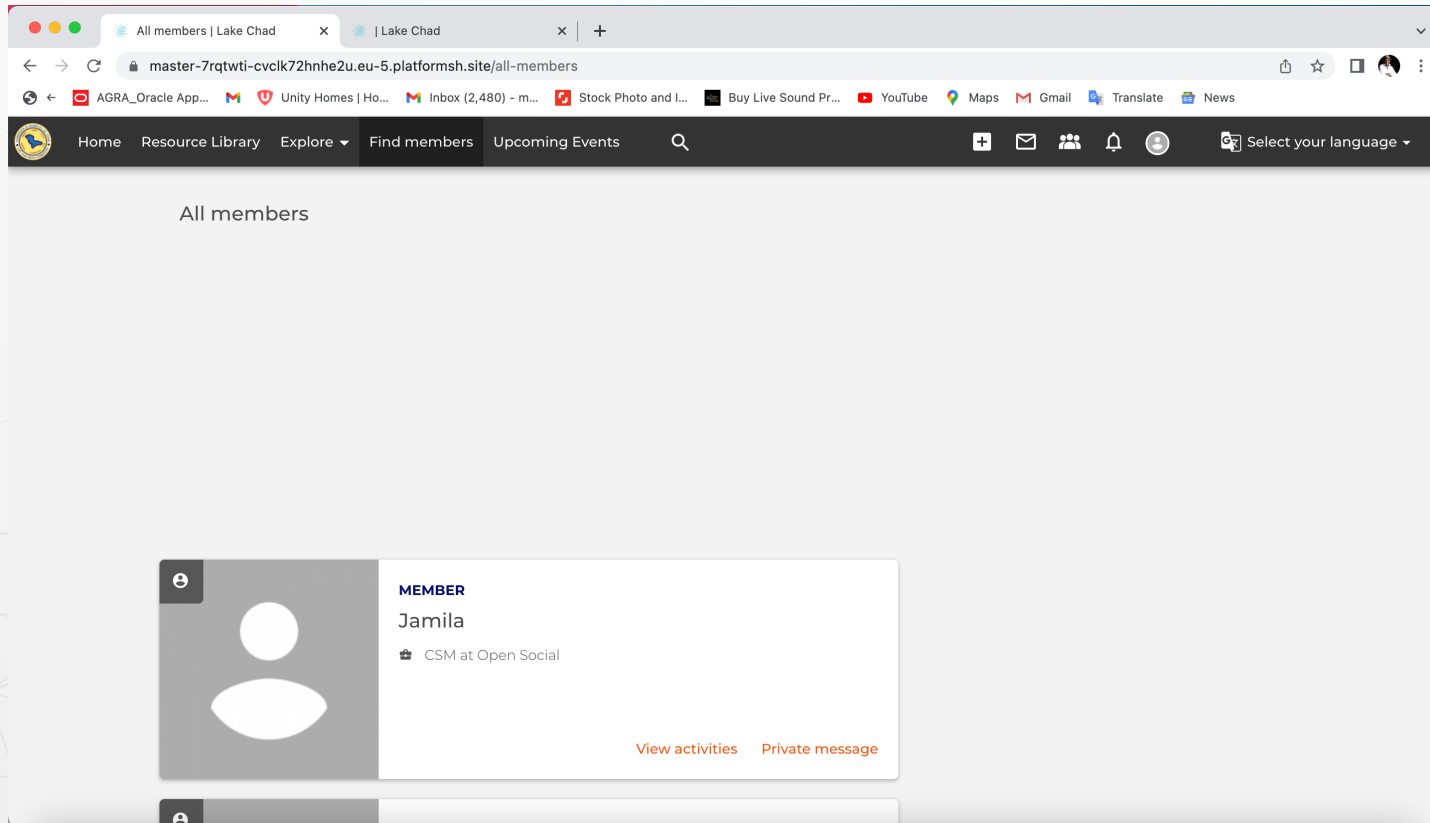 All members | Lake Chad
| Lake Chad
master-7rqtwti-cvclk72hnhe2u.eu-5.platformsh.site/all-members
AGRA_Oracle App... Unity Homes | Ho... Inbox (2,480) – m... Stock Photo and I... Buy Live Sound Pr... YouTube Maps Gmail Translate News
Home Resource Library Explore Find members Upcoming Events Select your language
All members
MEMBER
Jamila
CSM at Open Social
View activities Private message